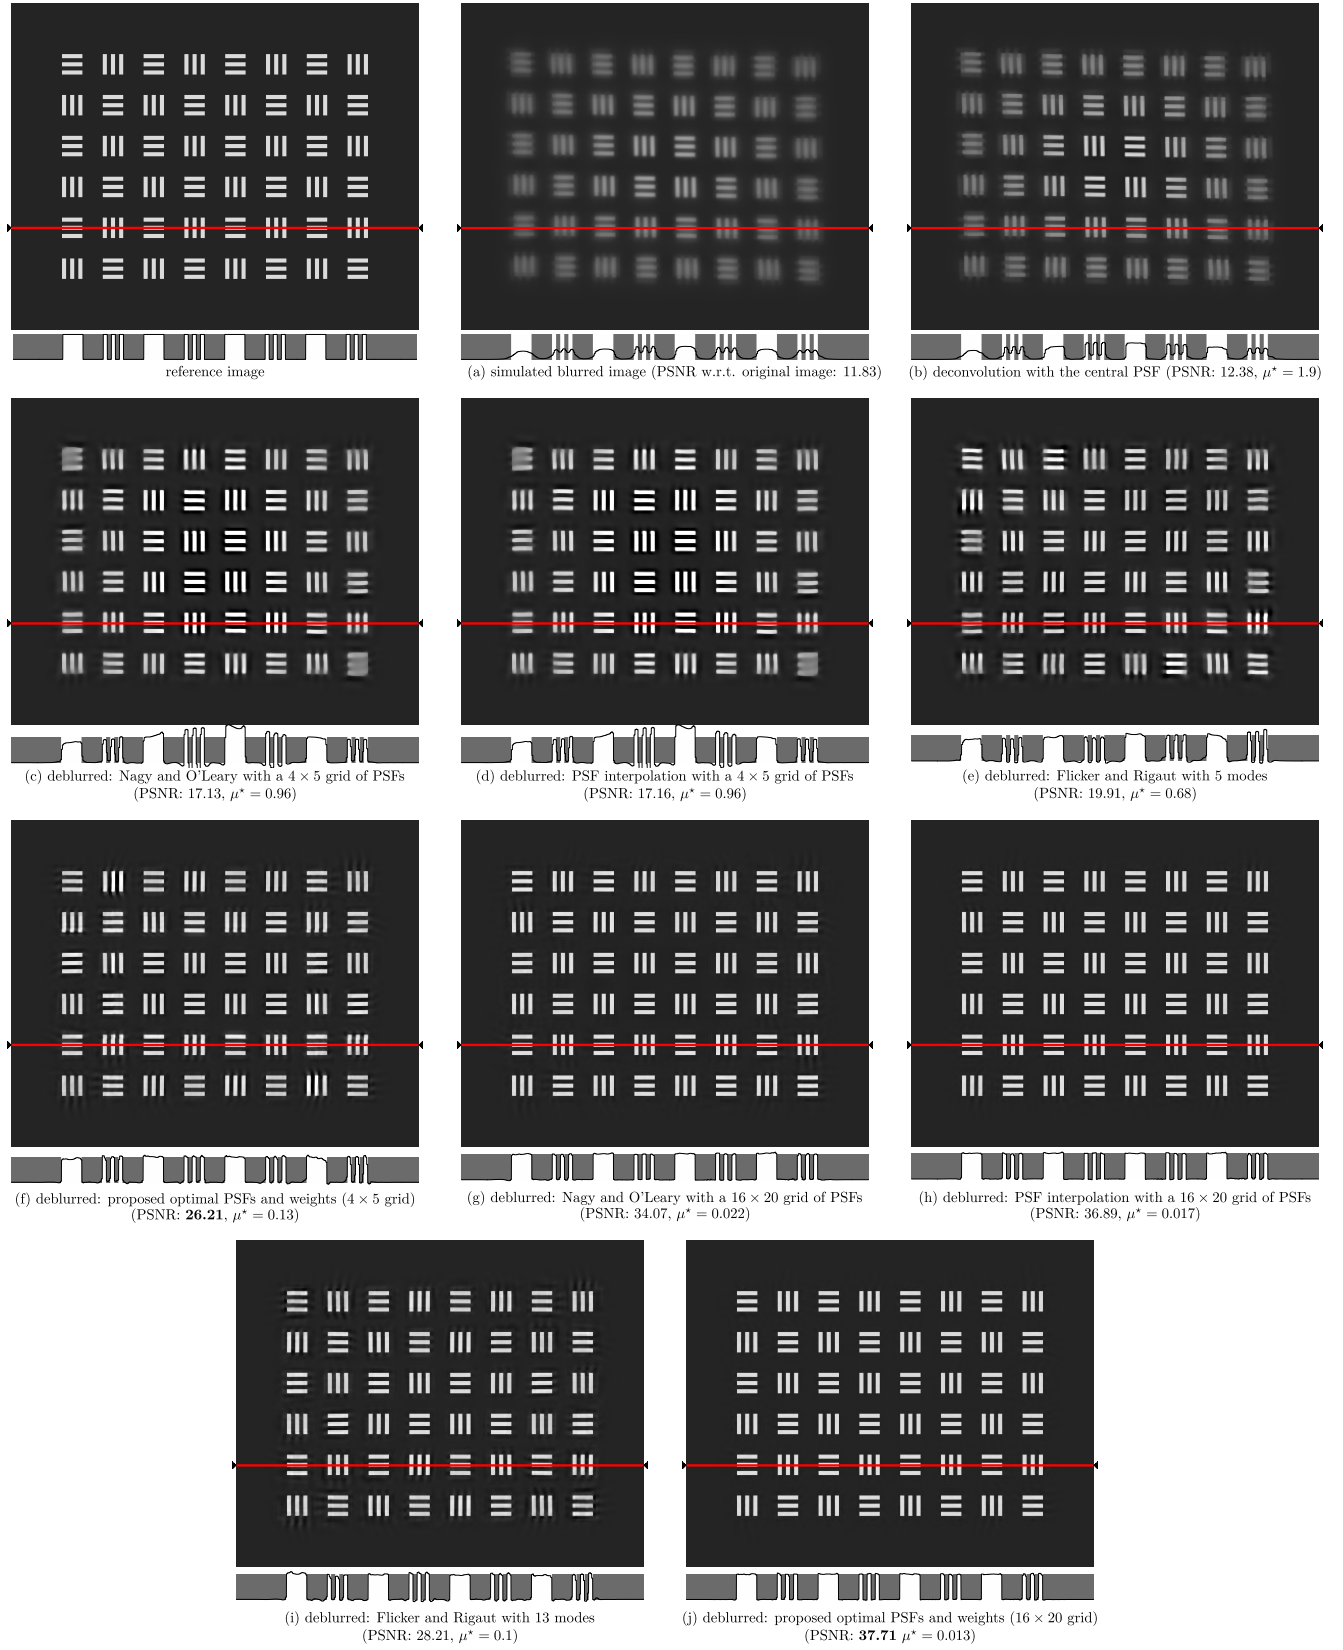 reference image
(a) simulated blurred image (PSNR w.r.t. original image: 11.83)
(b) deconvolution with the central PSF (PSNR: 12.38, μ⋆ = 1.9)
(c) deblurred: Nagy and O'Leary with a 4 × 5 grid of PSFs
(PSNR: 17.13, μ⋆ = 0.96)
(d) deblurred: PSF interpolation with a 4 × 5 grid of PSFs
(PSNR: 17.16, μ⋆ = 0.96)
(e) deblurred: Flicker and Rigaut with 5 modes
(PSNR: 19.91, μ⋆ = 0.68)
(f) deblurred: proposed optimal PSFs and weights (4 × 5 grid)
(PSNR: 26.21, μ⋆ = 0.13)
(g) deblurred: Nagy and O'Leary with a 16 × 20 grid of PSFs
(PSNR: 34.07, μ⋆ = 0.022)
(h) deblurred: PSF interpolation with a 16 × 20 grid of PSFs
(PSNR: 36.89, μ⋆ = 0.017)
(i) deblurred: Flicker and Rigaut with 13 modes
(PSNR: 28.21, μ⋆ = 0.1)
(j) deblurred: proposed optimal PSFs and weights (16 × 20 grid)
(PSNR: 37.71 μ⋆ = 0.013)